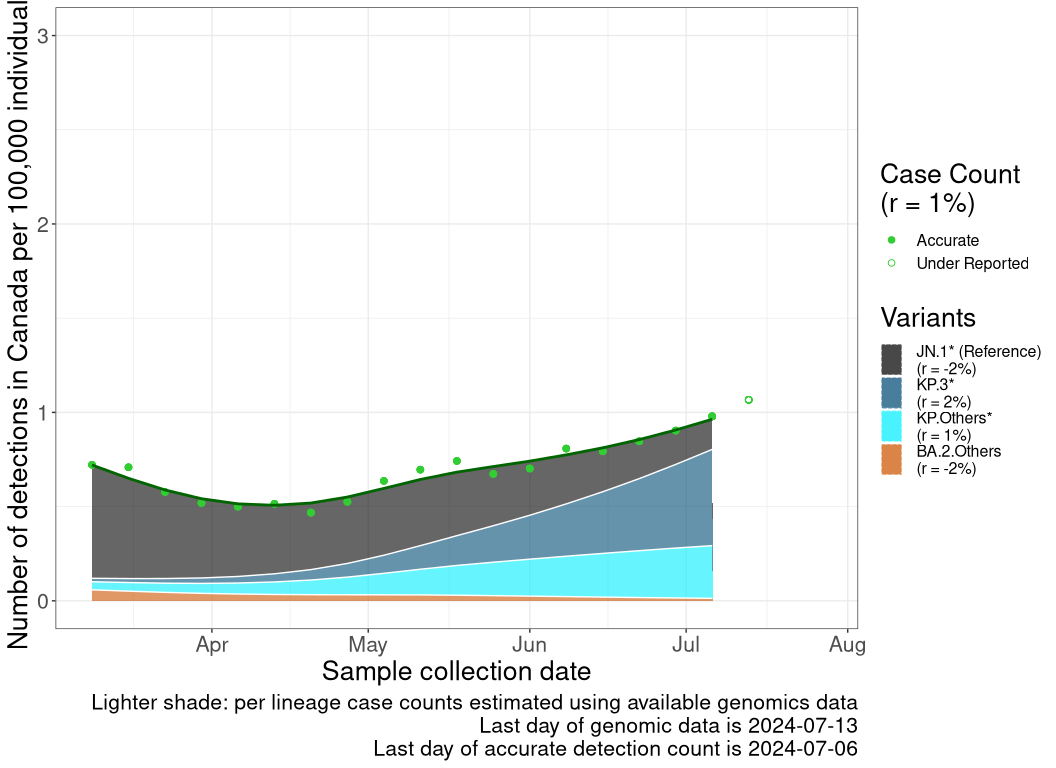 Number of detections in Canada per 100,000 individual
3
2
1
0
Apr
May
Jun
Jul
Aug
Sample collection date
Lighter shade: per lineage case counts estimated using available genomics data
Last day of genomic data is 2024-07-13
Last day of accurate detection count is 2024-07-06
Case Count
(r = 1%)
Accurate
Under Reported
Variants
JN.1* (Reference)
(r = -2%)
KP.3*
(r = 2%)
KP.Others*
(r = 1%)
BA.2.Others
(r = -2%)